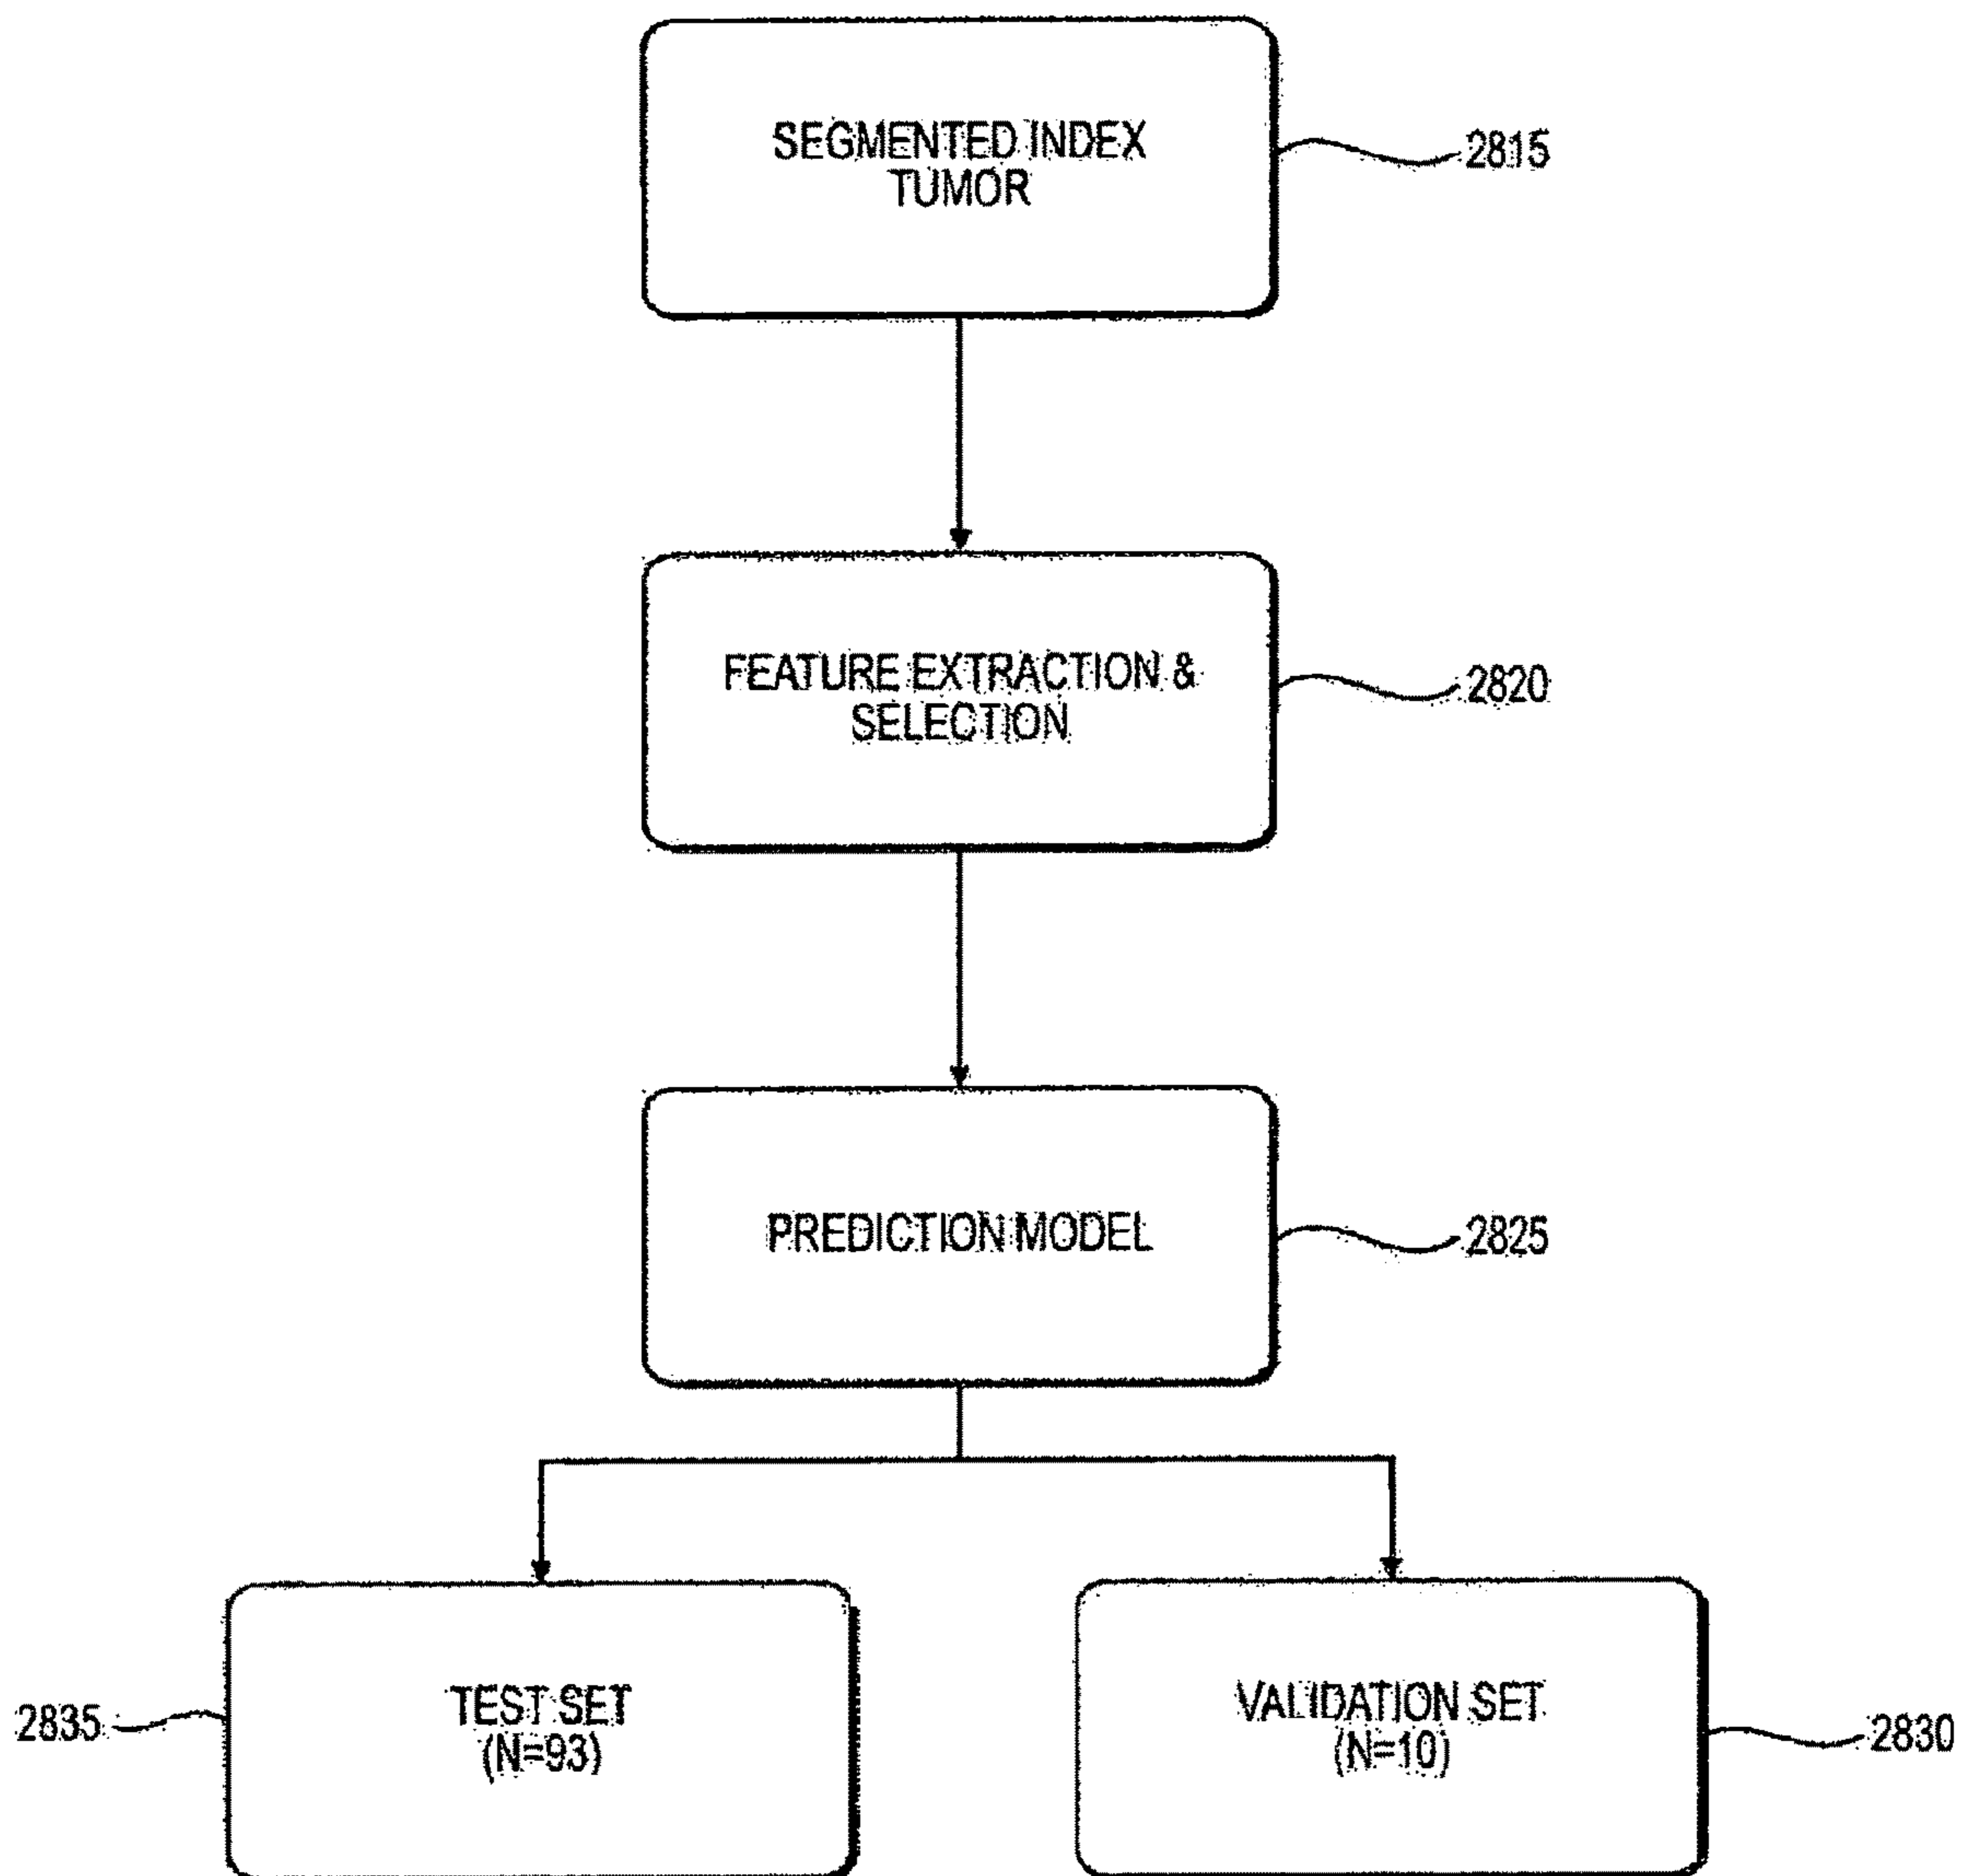 SEGMENTED INDEX
TUMOR
2815
FEATURE EXTRACTION &
SELECTION
2820
PREDICTION MODEL
2825
2835
TEST SET
(N=93)
VALIDATION SET
(N=10)
2830